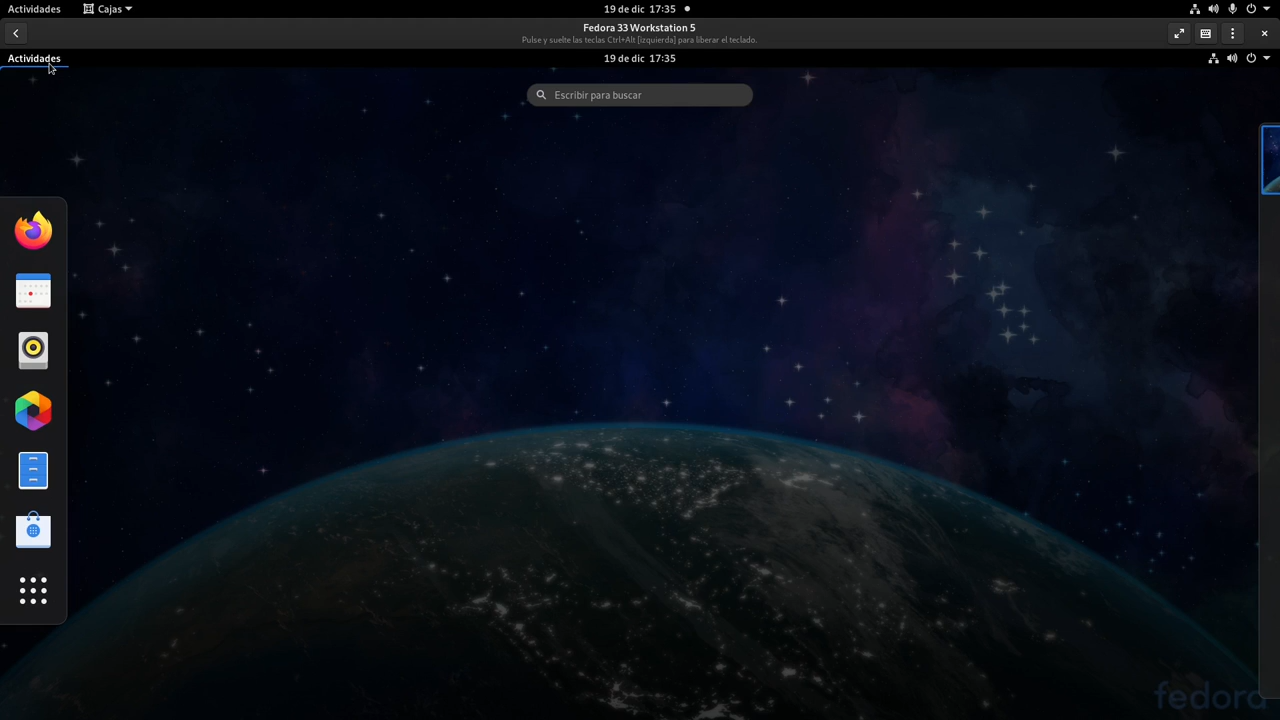 Actividades Cajas 19 de dic 17:35
Fedora 33 Workstation 5
Pulse y suelte las teclas Ctrl+Alt [izquierda] para liberar el teclado.
Actividades 19 de dic 17:35
Escribir para buscar
fedora